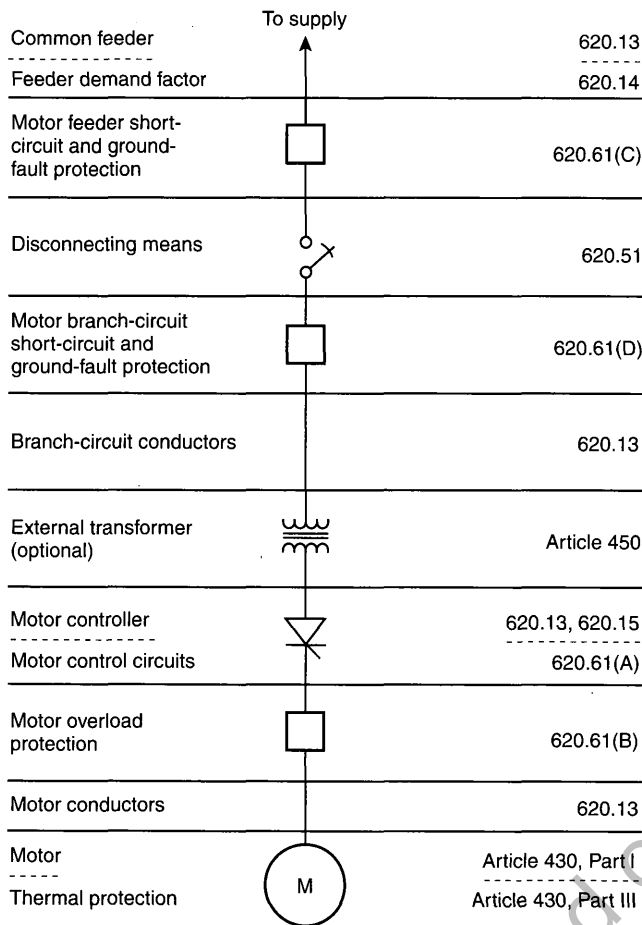 To supply
Common feeder 620.13
Feeder demand factor 620.14
Motor feeder short-
circuit and ground-
fault protection 620.61(C)
Disconnecting means 620.51
Motor branch-circuit
short-circuit and
ground-fault protection 620.61(D)
Branch-circuit conductors 620.13
External transformer
(optional) Article 450
Motor controller 620.13, 620.15
Motor control circuits 620.61(A)
Motor overload
protection 620.61(B)
Motor conductors 620.13
Motor Article 430, Part I
M
Thermal protection Article 430, Part III